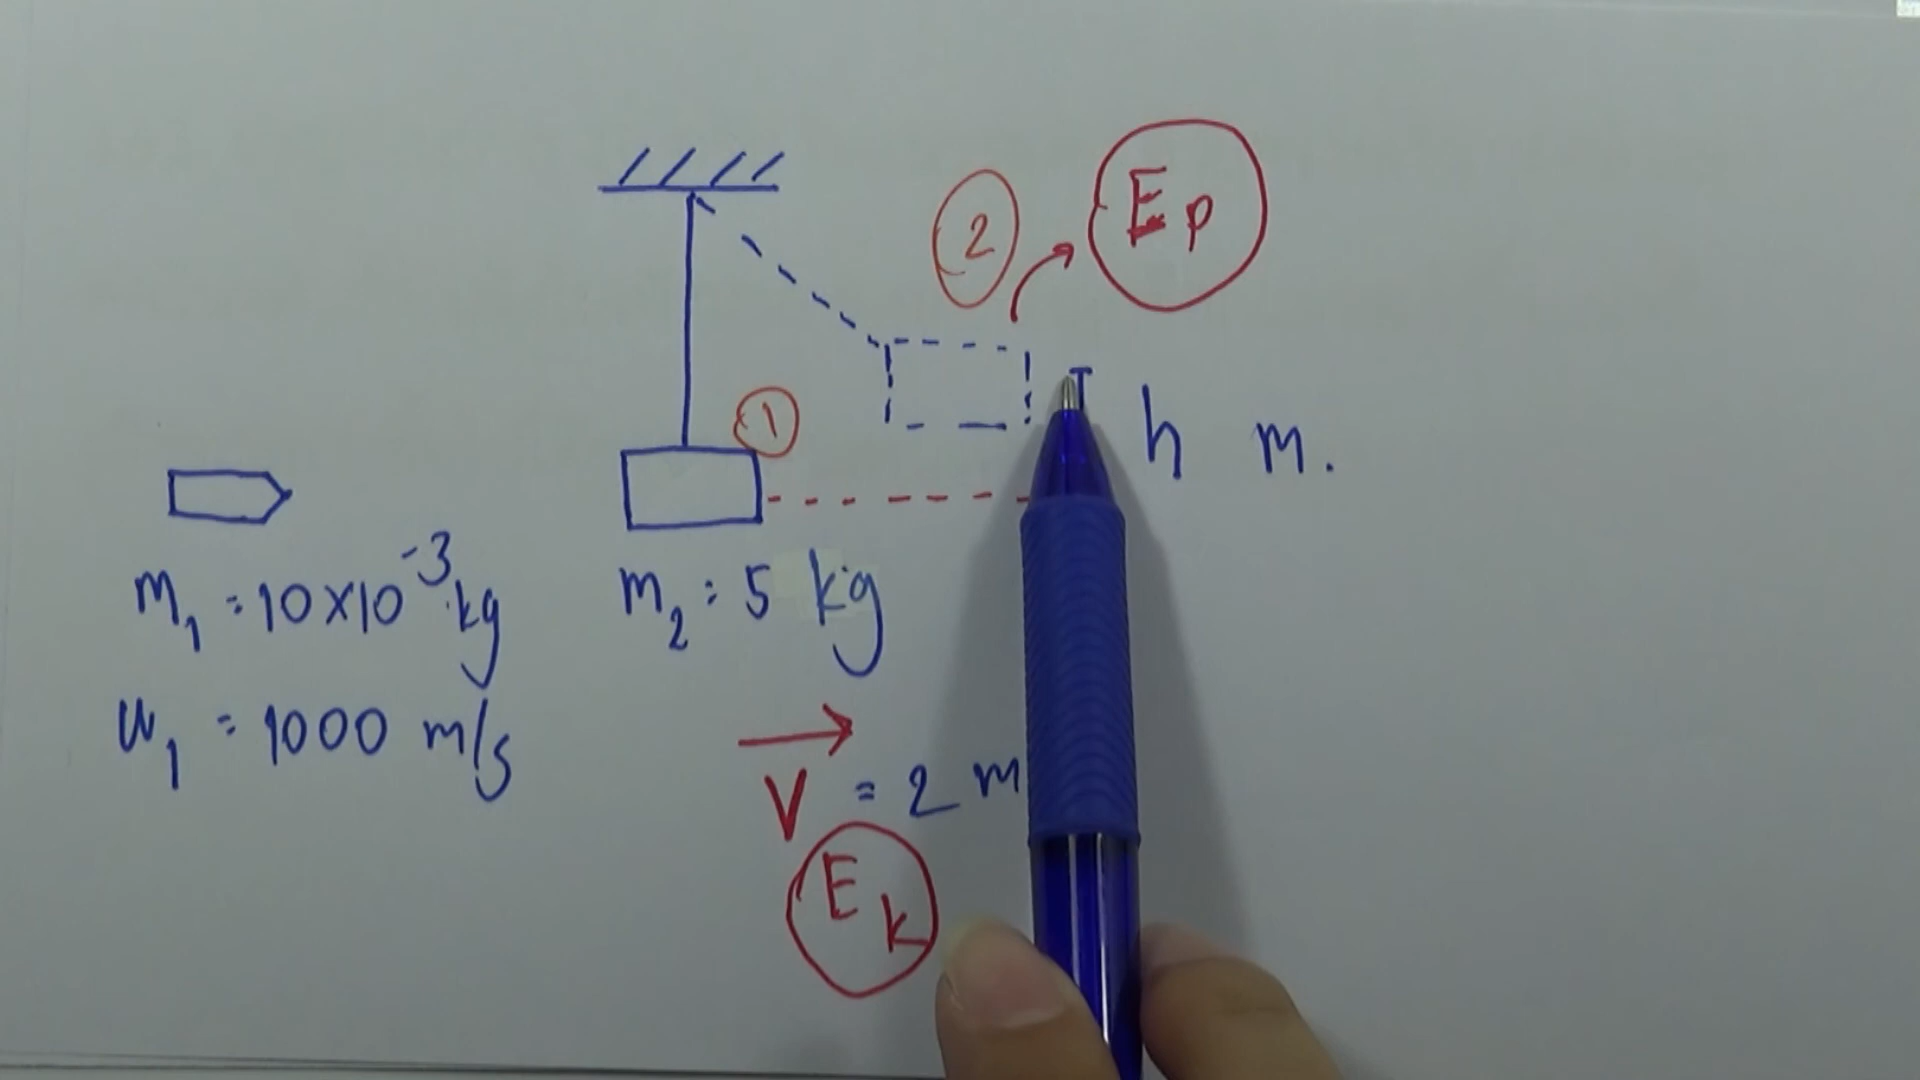 2
Ep
1
h m.
m₁ = 10×10⁻³ kg
m₂ : 5 kg
u₁ = 1000 m/s
V = 2 m
Ek